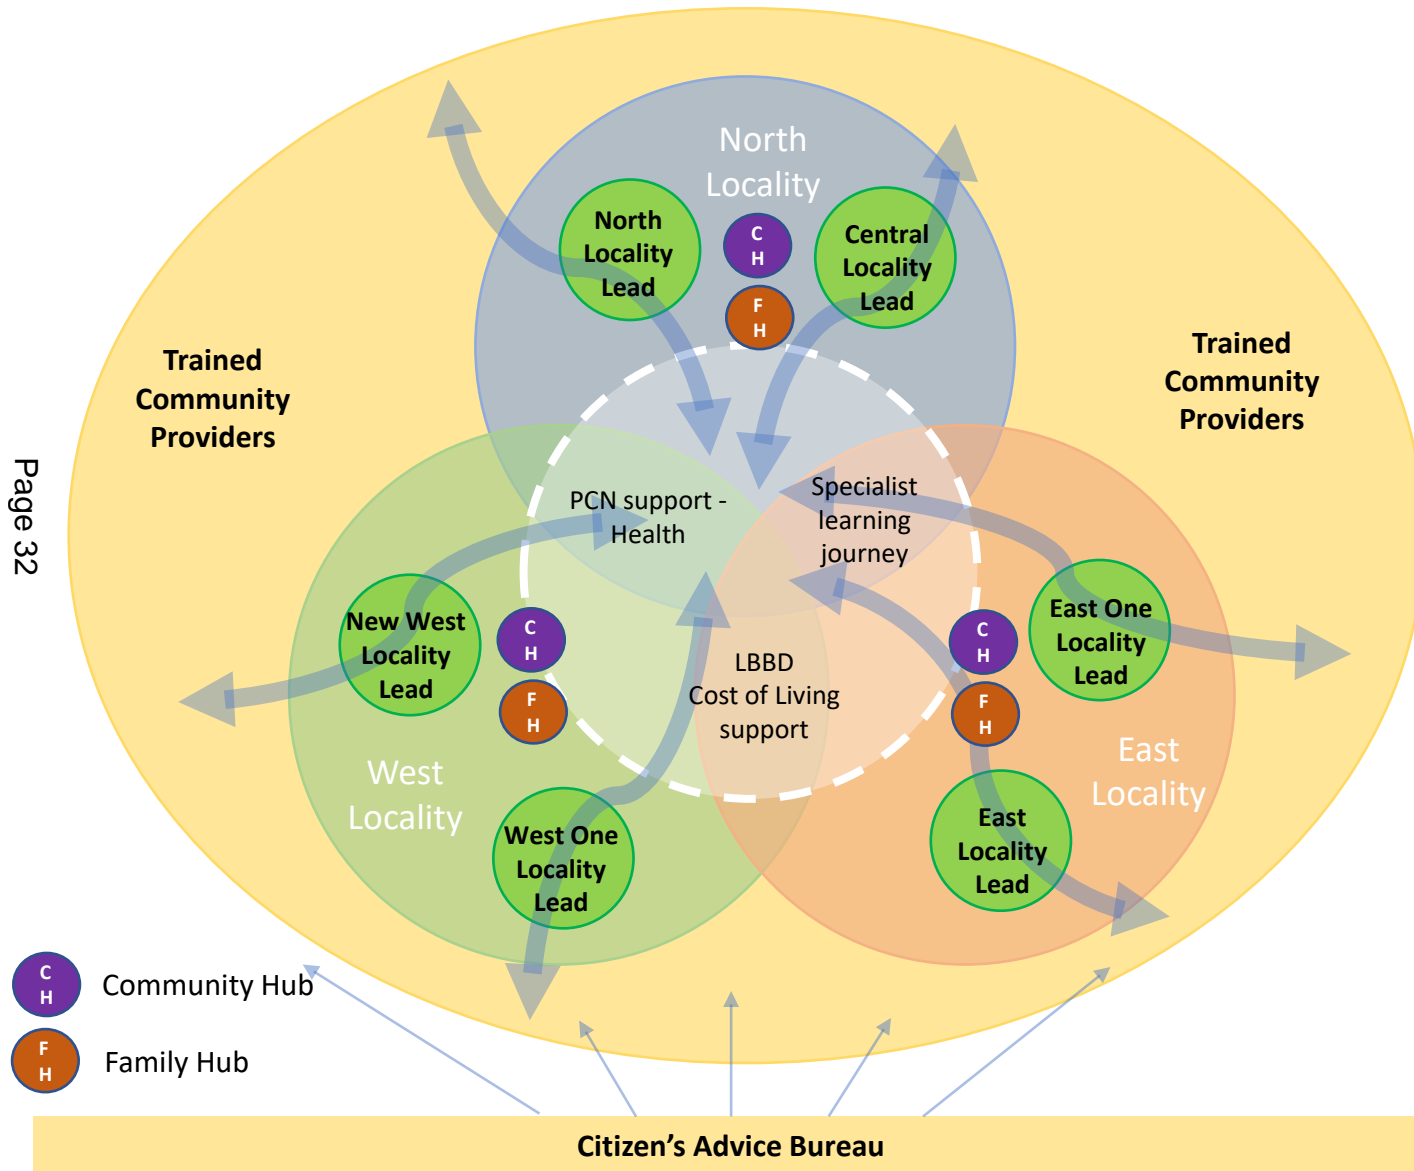 North
Locality
North
Locality
Lead
C
H
F
H
Central
Locality
Lead
Trained
Community
Providers
Trained
Community
Providers
Page 32
PCN support -
Health
Specialist
learning
journey
New West
Locality
Lead
C
H
F
H
LBBD
Cost of Living
support
C
H
F
H
East One
Locality
Lead
West
Locality
East
Locality
West One
Locality
Lead
East
Locality
Lead
C
H
Community Hub
F
H
Family Hub
Citizen’s Advice Bureau